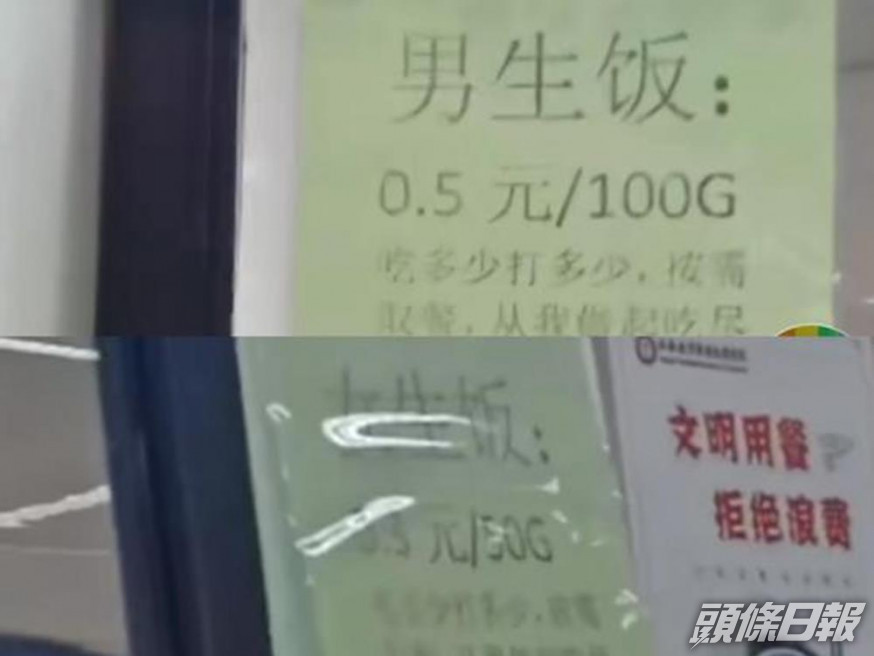 男生饭：
0.5 元/100G
吃多少打多少，按需
取餐，从我做起吃尽
女生饭：
0.5 元/50G
文明用餐
拒绝浪费
頭條日報